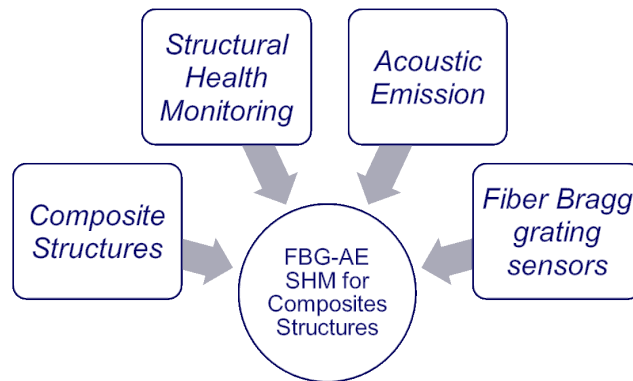 Structural
Health
Monitoring
Acoustic
Emission
Composite
Structures
Fiber Bragg
grating
sensors
FBG-AE
SHM for
Composites
Structures